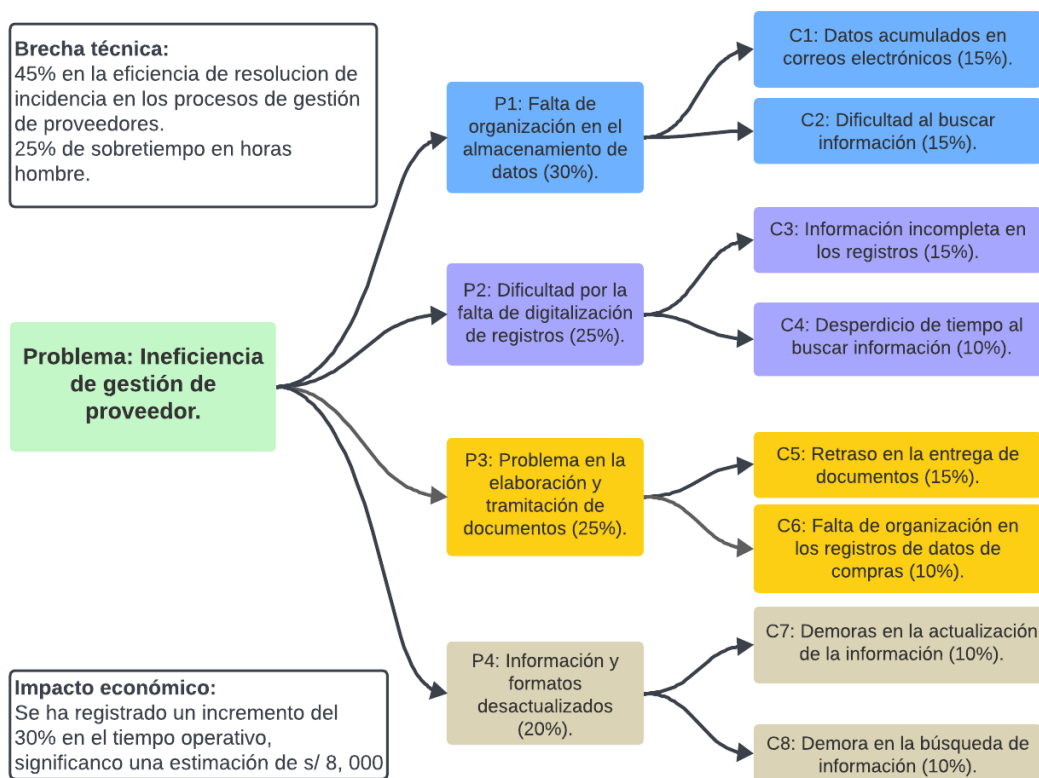 Brecha técnica:
45% en la eficiencia de resolucion de
incidencia en los procesos de gestión
de proveedores.
25% de sobretiempo en horas
hombre.
Problema: Ineficiencia
de gestión de
proveedor.
Impacto económico:
Se ha registrado un incremento del
30% en el tiempo operativo,
significanco una estimación de s/ 8, 000
P1: Falta de
organización en el
almacenamiento de
datos (30%).
C1: Datos acumulados en
correos electrónicos (15%).
C2: Dificultad al buscar
información (15%).
P2: Dificultad por la
falta de digitalización
de registros (25%).
C3: Información incompleta en
los registros (15%).
C4: Desperdicio de tiempo al
buscar información (10%).
P3: Problema en la
elaboración y
tramitación de
documentos (25%).
C5: Retraso en la entrega de
documentos (15%).
C6: Falta de organización en
los registros de datos de
compras (10%).
P4: Información y
formatos
desactualizados
(20%).
C7: Demoras en la actualización
de la información (10%).
C8: Demora en la búsqueda de
información (10%).